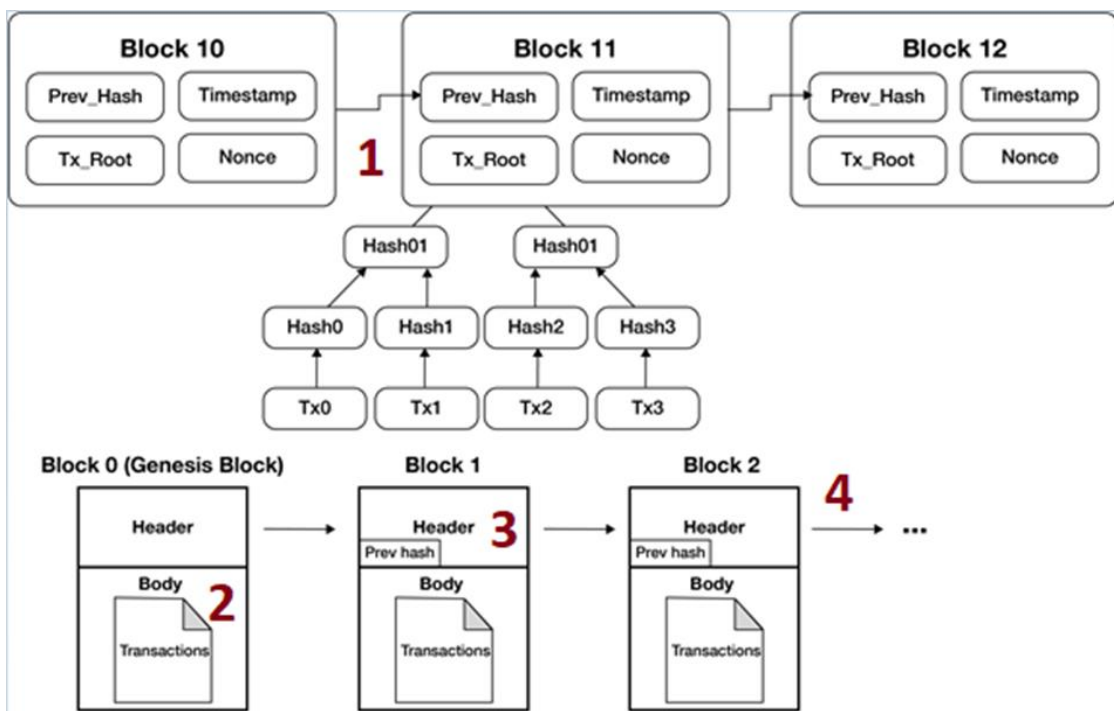 Block 10
Block 11
Block 12
Prev_Hash
Timestamp
Prev_Hash
Timestamp
Prev_Hash
Timestamp
1
Tx_Root
Nonce
Tx_Root
Nonce
Tx_Root
Nonce
Hash01
Hash01
Hash0
Hash1
Hash2
Hash3
Tx0
Tx1
Tx2
Tx3
Block 0 (Genesis Block)
Block 1
Block 2
Header
Header
3
Header
4
...
Prev hash
Prev hash
Body
2
Body
Body
Transactions
Transactions
Transactions